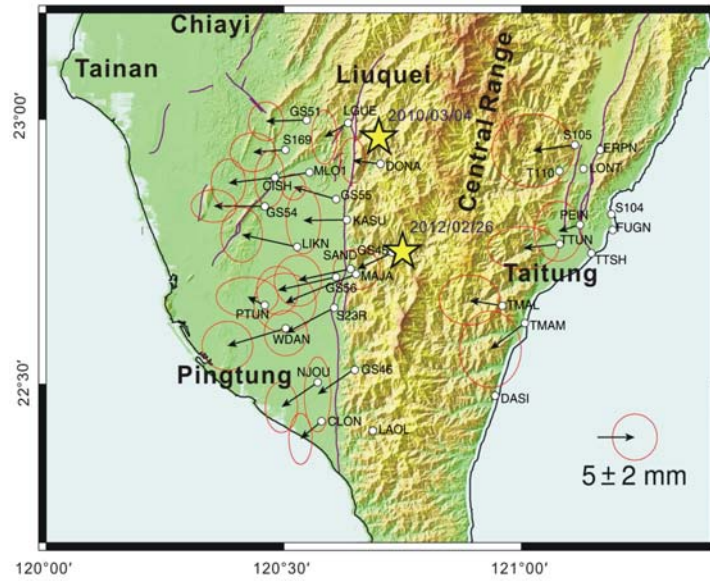 Chiayi
Tainan
Liuquei
Central Range
23°00′
GS51
LGUE
2010/03/04
S169
S105
ERPN
MLO1
DONA
T110
LONT
CISH
GS55
GS54
KASU
PEIN
S104
FUGN
LIKN
2012/02/26
TTUN
SAND
GS45
MAJA
Taitung
TTSH
GS56
PTUN
S23R
TMAL
WDAN
TMAM
Pingtung
NJOU
GS46
22°30′
DASI
CLON
LAOL
5 ± 2 mm
120°00′
120°30′
121°00′